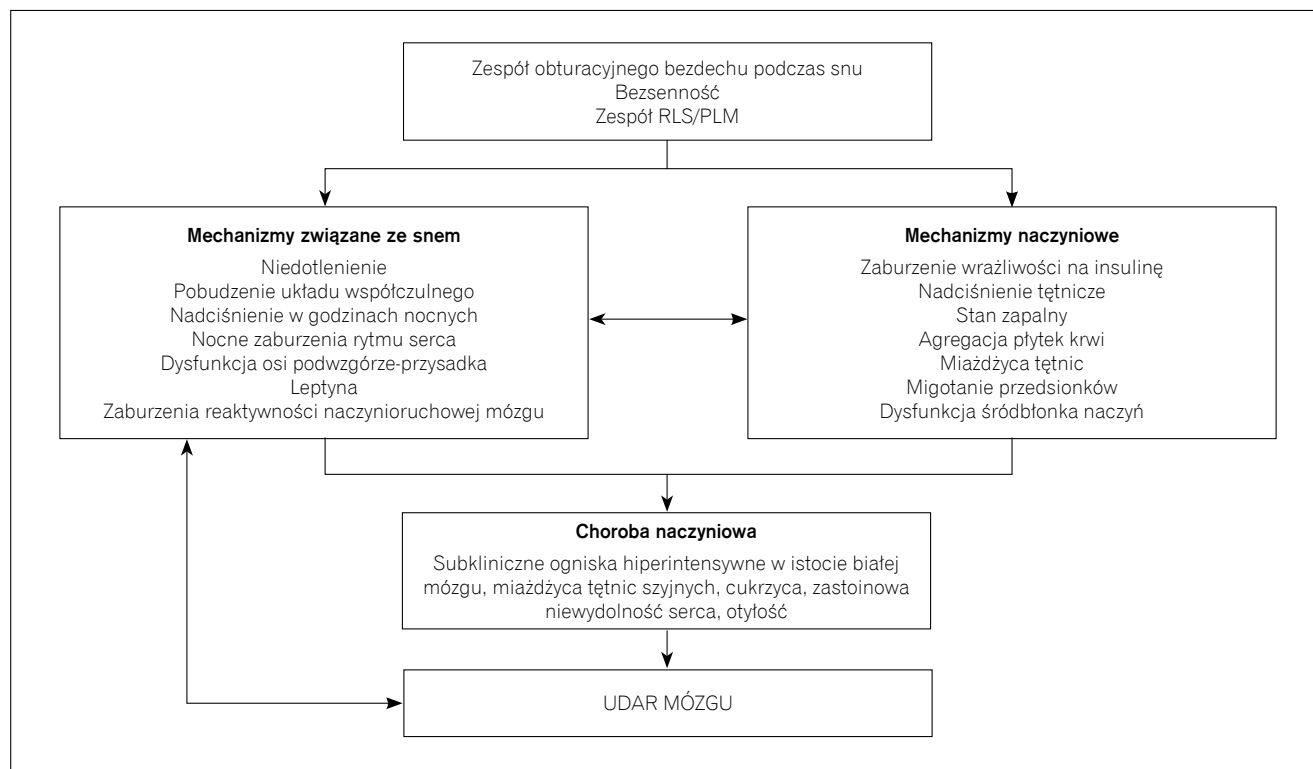 Zespół obturacyjnego bezdechu podczas snu
Bezsenność
Zespół RLS/PLM
Mechanizmy związane ze snem
Niedotlenienie
Pobudzenie układu współczulnego
Nadciśnienie w godzinach nocnych
Nocne zaburzenia rytmu serca
Dysfunkcja osi podwzgórze-przysadka
Leptyna
Zaburzenia reaktywności naczynioruchowej mózgu
Mechanizmy naczyniowe
Zaburzenie wrażliwości na insulinę
Nadciśnienie tętnicze
Stan zapalny
Agregacja płytek krwi
Miażdżyca tętnic
Migotanie przedsionków
Dysfunkcja śródbłonka naczyń
Choroba naczyniowa
Subkliniczne ogniska hiperintensywne w istocie białej
mózgu, miażdżyca tętnic szyjnych, cukrzyca, zastoinowa
niewydolność serca, otyłość
UDAR MÓZGU